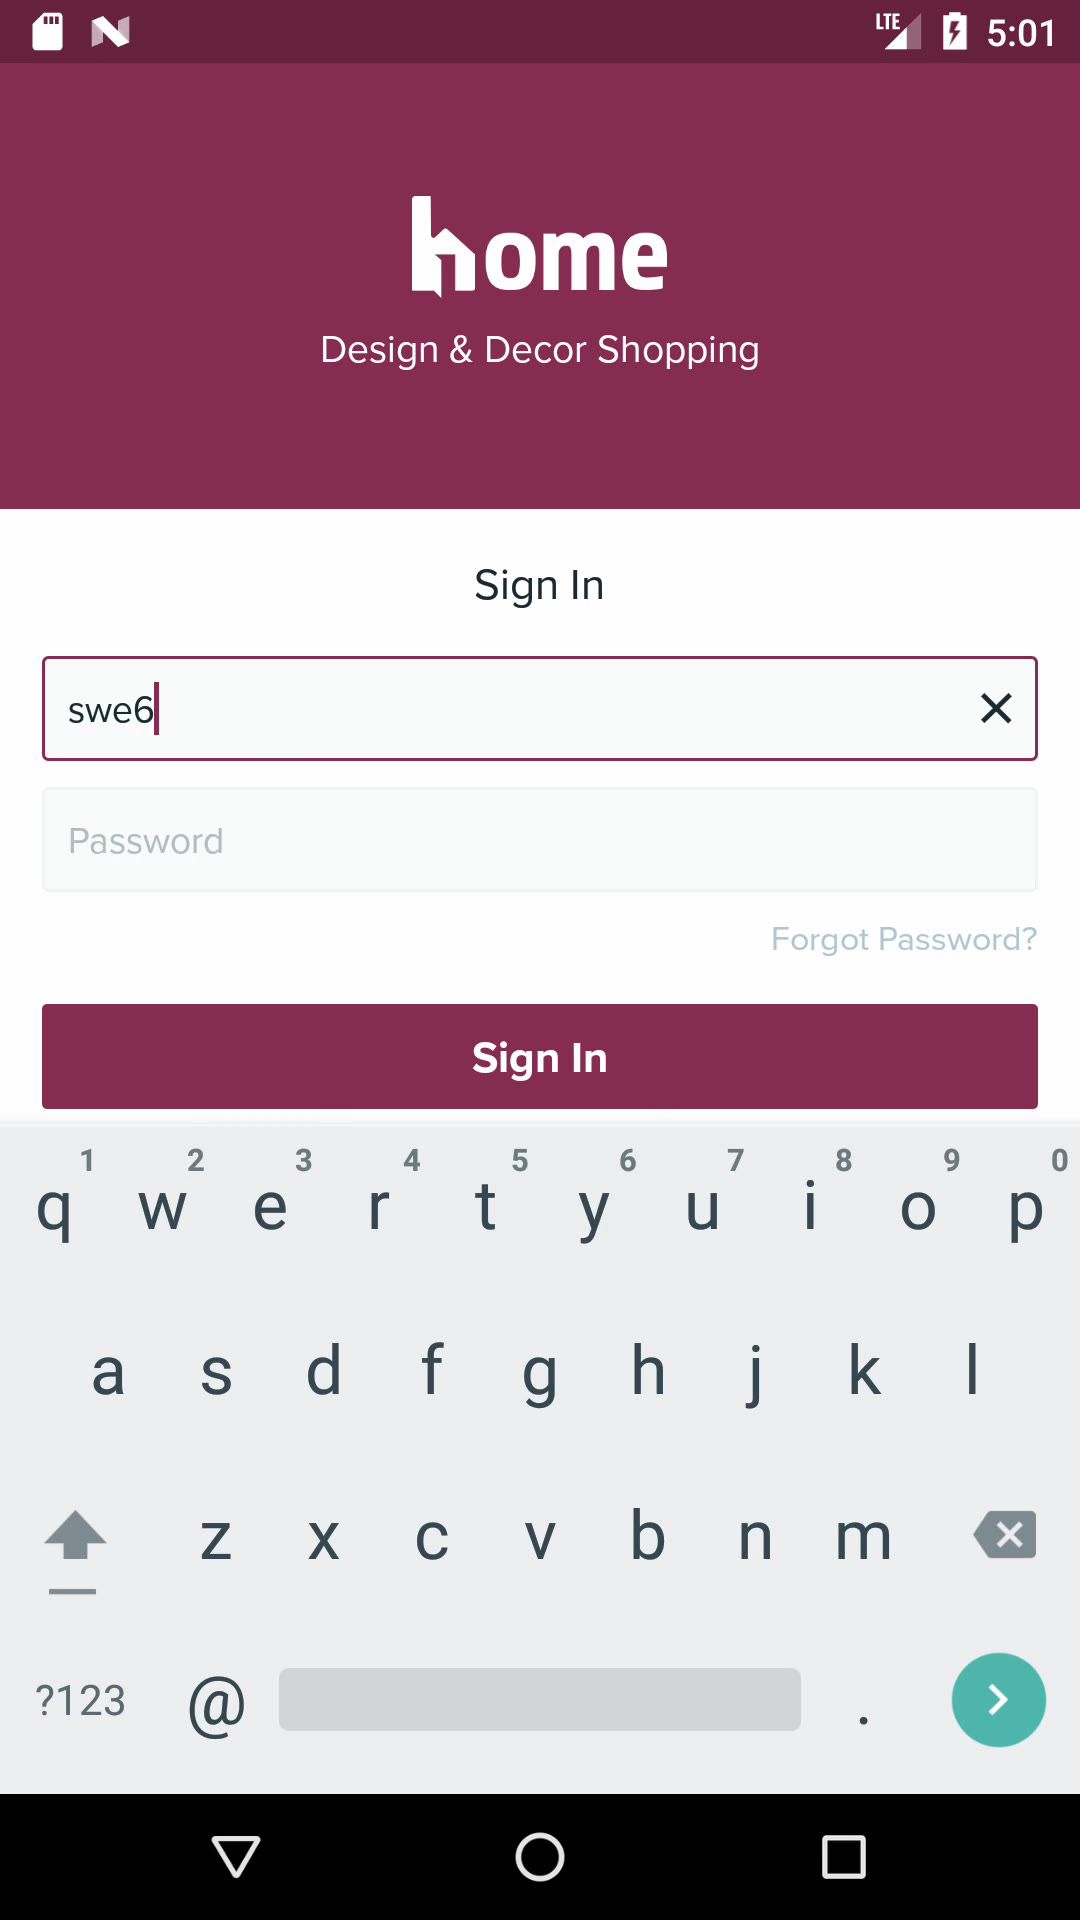 LTE 5:01
home
Design & Decor Shopping
Sign In
swe6
Password
Forgot Password?
Sign In
1 2 3 4 5 6 7 8 9 0
q w e r t y u i o p
a s d f g h j k l
z x c v b n m
?123 @ .